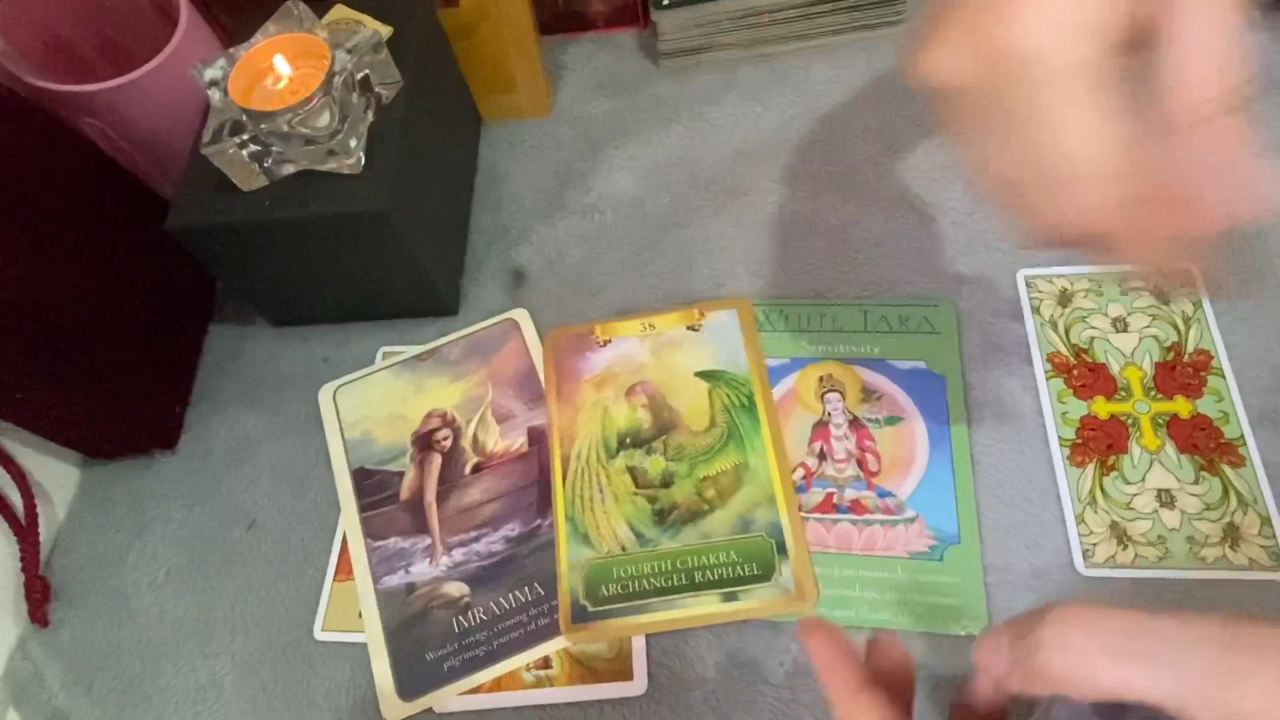 IMRAMMA
Wonder voyage, crossing deep
pilgrimage, journey of the
38
FOURTH CHAKRA,
ARCHANGEL RAPHAEL
WHITE TARA
Sensitivity